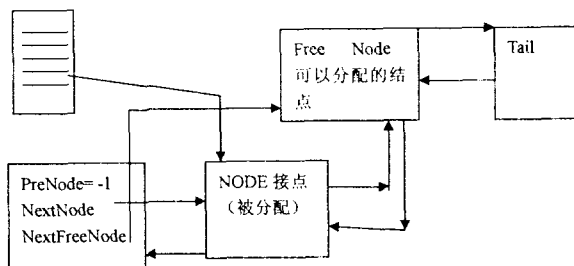 Free Node
可以分配的结
点
Tail
PreNode= -1
NextNode
NextFreeNode
NODE 接点
（被分配）